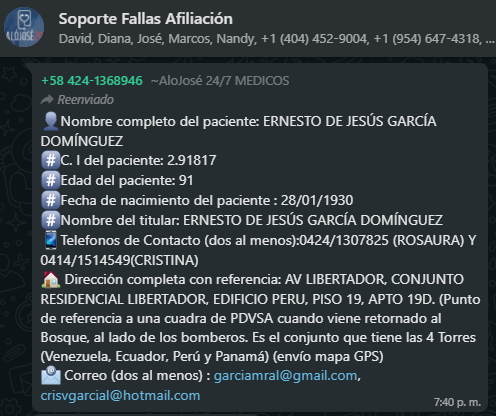 ALÓJOSÉ
Soporte Fallas Afiliación
David, Diana, José, Marcos, Nandy, +1 (404) 452-9004, +1 (954) 647-4318, ...
+58 424-1368946 ~AloJosé 24/7 MEDICOS
Reenviado
👤Nombre completo del paciente: ERNESTO DE JESÚS GARCÍA
DOMÍNGUEZ
#️⃣C. I del paciente: 2.91817
#️⃣Edad del paciente: 91
#️⃣Fecha de nacimiento del paciente : 28/01/1930
#️⃣Nombre del titular: ERNESTO DE JESÚS GARCÍA DOMÍNGUEZ
📱Telefonos de Contacto (dos al menos):0424/1307825 (ROSAURA) Y
0414/1514549(CRISTINA)
🏠 Dirección completa con referencia: AV LIBERTADOR, CONJUNTO
RESIDENCIAL LIBERTADOR, EDIFICIO PERU, PISO 19, APTO 19D. (Punto
de referencia a una cuadra de PDVSA cuando viene retornado al
Bosque, al lado de los bomberos. Es el conjunto que tiene las 4 Torres
(Venezuela, Ecuador, Perú y Panamá) (envío mapa GPS)
📩 Correo (dos al menos) : garciamral@gmail.com,
crisvgarcial@hotmail.com
7:40 p. m.